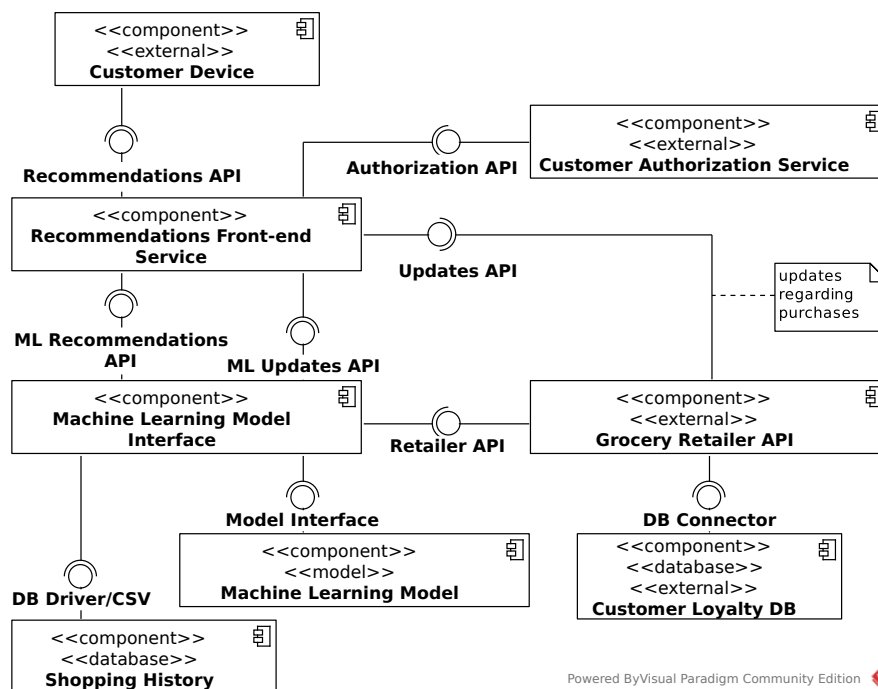 <<component>>
<<external>>
Customer Device
Recommendations API
<<component>>
<<external>>
Customer Authorization Service
Authorization API
<<component>>
Recommendations Front-end
Service
Updates API
updates
regarding
purchases
ML Recommendations
API
ML Updates API
<<component>>
Machine Learning Model
Interface
Retailer API
<<component>>
<<external>>
Grocery Retailer API
Model Interface
DB Connector
<<component>>
<<model>>
Machine Learning Model
<<component>>
<<database>>
<<external>>
Customer Loyalty DB
DB Driver/CSV
<<component>>
<<database>>
Shopping History
Powered ByVisual Paradigm Community Edition